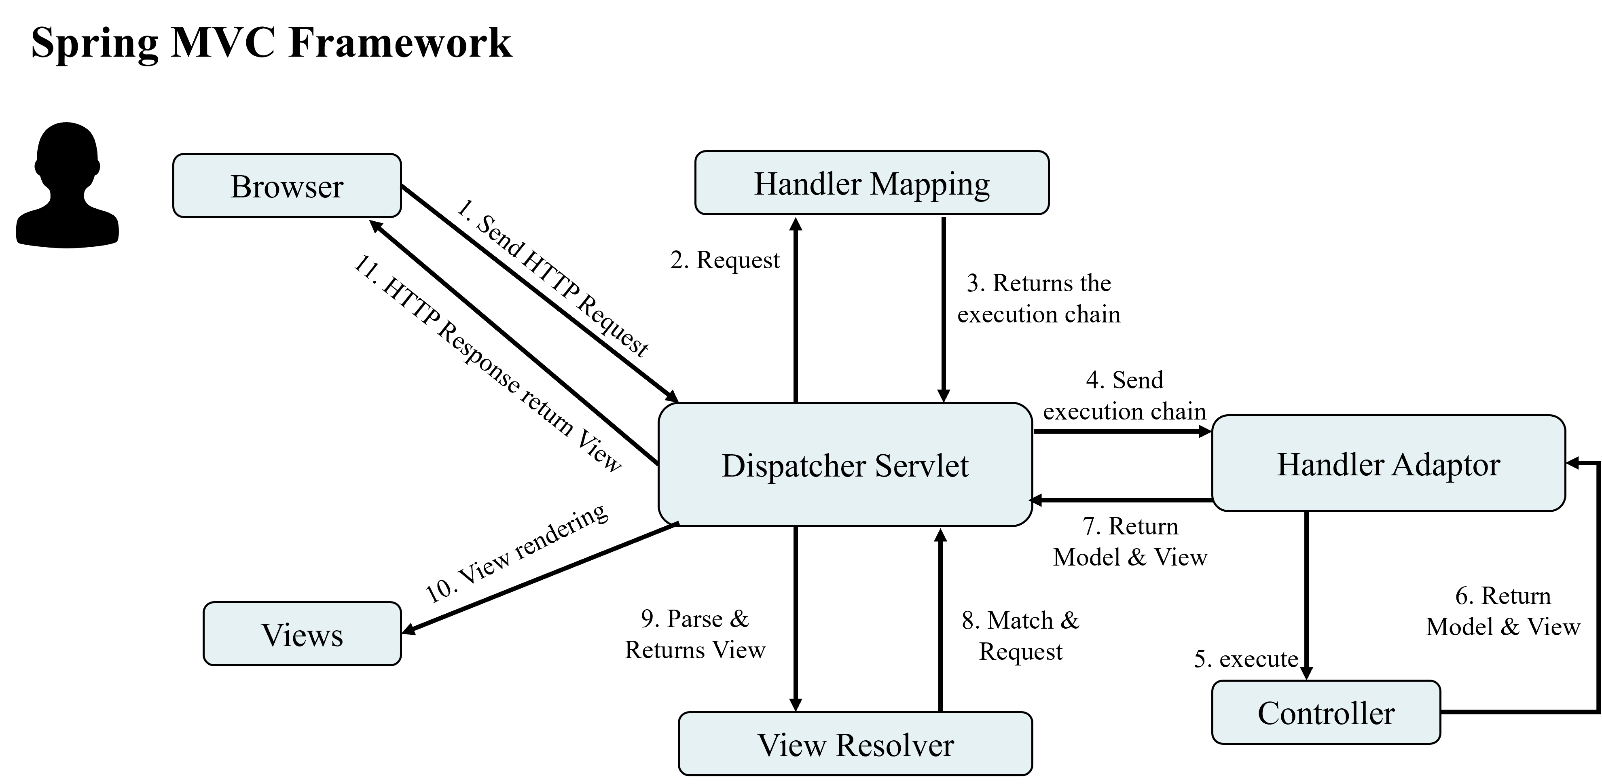 Spring MVC Framework
Browser
Handler Mapping
1. Send HTTP Request
11. HTTP Response return View
2. Request
3. Returns the
execution chain
4. Send
execution chain
Dispatcher Servlet
Handler Adaptor
7. Return
Model & View
10. View rendering
Views
9. Parse &
Returns View
8. Match &
Request
6. Return
Model & View
5. execute
Controller
View Resolver